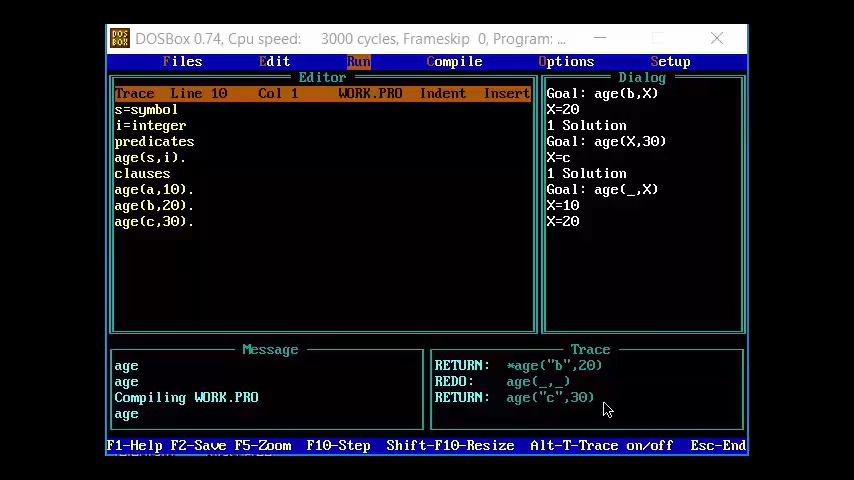 DOSBox 0.74, Cpu speed: 3000 cycles, Frameskip 0, Program: ...
Files Edit Run Compile Options Setup
Editor
Trace Line 10 Col 1 WORK.PRO Indent Insert
s=symbol
i=integer
predicates
age(s,i).
clauses
age(a,10).
age(b,20).
age(c,30).
Dialog
Goal: age(b,X)
X=20
1 Solution
Goal: age(X,30)
X=c
1 Solution
Goal: age(_,X)
X=10
X=20
Message
age
age
Compiling WORK.PRO
age
Trace
RETURN: *age("b",20)
REDO: age(_,_)
RETURN: age("c",30)
F1-Help F2-Save F5-Zoom F10-Step Shift-F10-Resize Alt-T-Trace on/off Esc-End